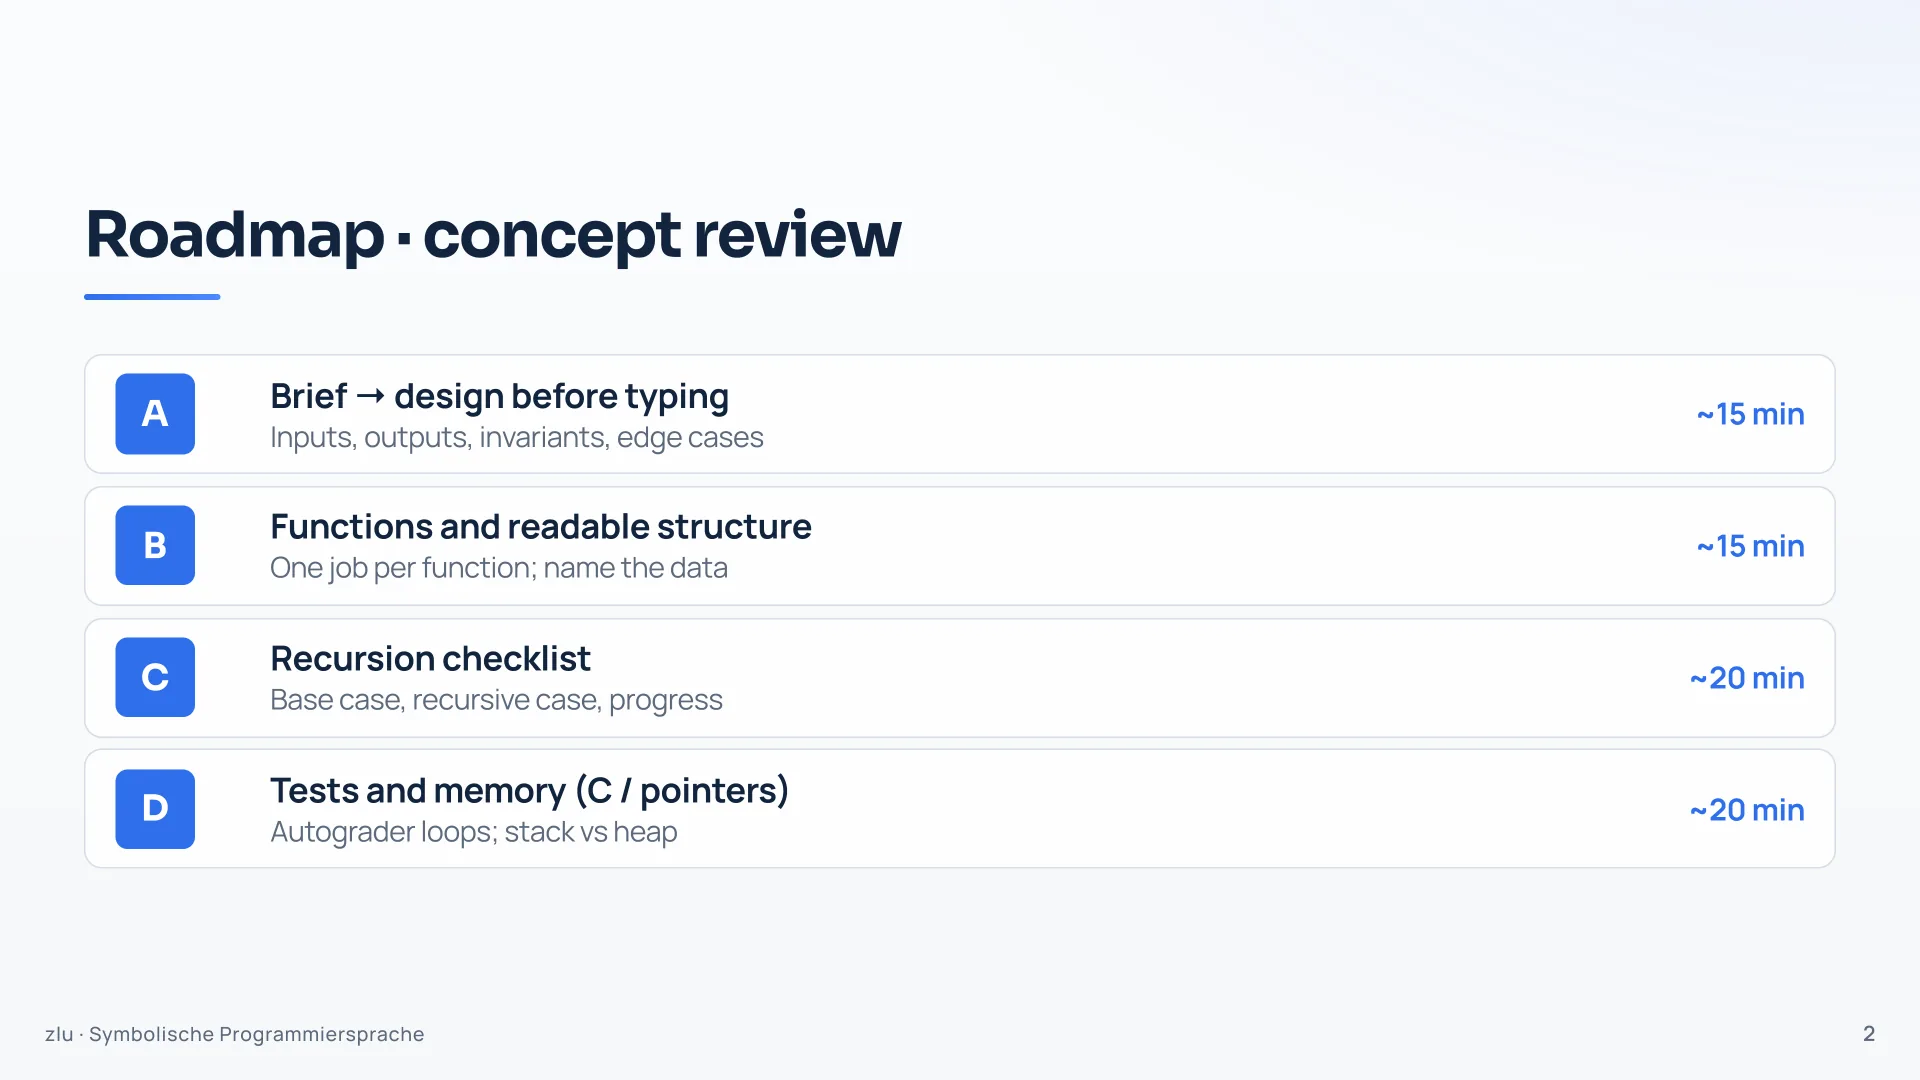 Roadmap · concept review
A
Brief → design before typing
Inputs, outputs, invariants, edge cases
~15 min
B
Functions and readable structure
One job per function; name the data
~15 min
C
Recursion checklist
Base case, recursive case, progress
~20 min
D
Tests and memory (C / pointers)
Autograder loops; stack vs heap
~20 min
zlu · Symbolische Programmiersprache
2